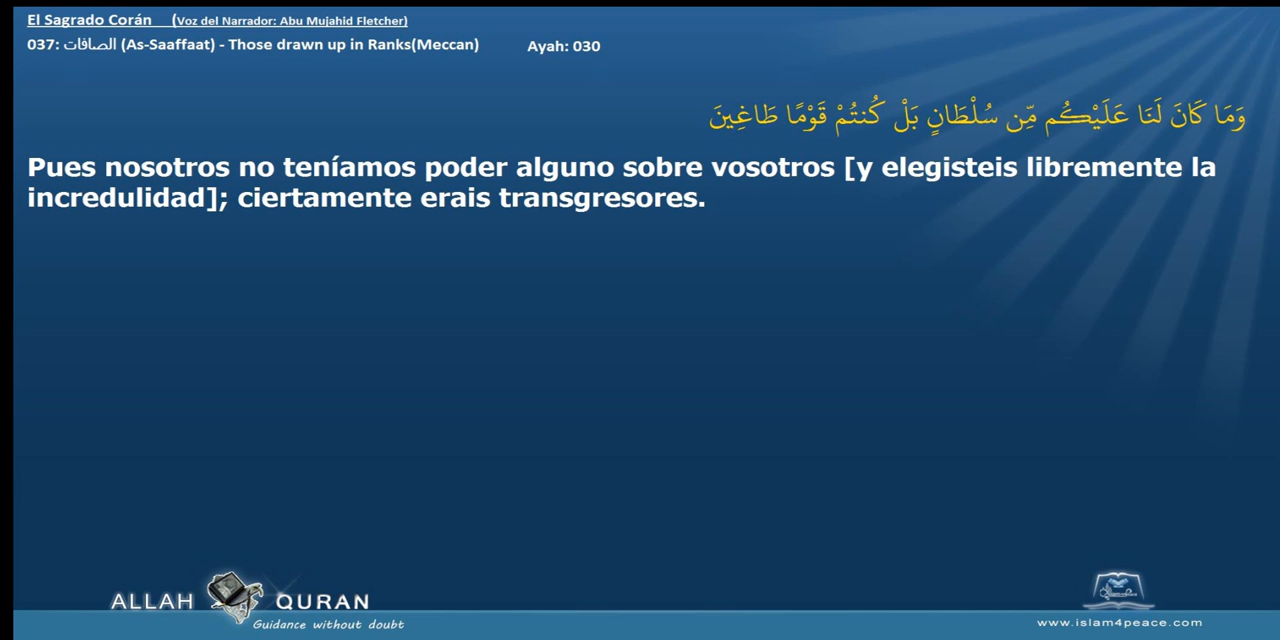 El Sagrado Corán (Voz del Narrador: Abu Mujahid Fletcher)
037: الصافات (As-Saaffaat) - Those drawn up in Ranks(Meccan) Ayah: 030
وَمَا كَانَ لَنَا عَلَيْكُم مِّن سُلْطَانٍ بَلْ كُنتُمْ قَوْمًا طَاغِينَ
Pues nosotros no teníamos poder alguno sobre vosotros [y elegisteis libremente la
incredulidad]; ciertamente erais transgresores.
ALLAH QURAN
Guidance without doubt
www.islam4peace.com